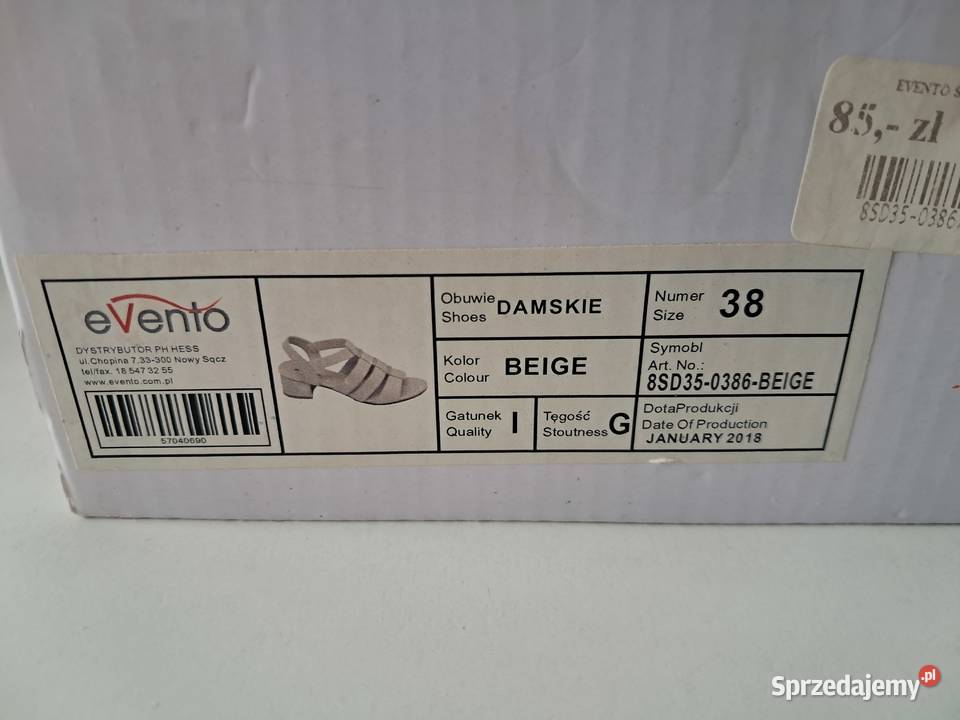 EVENTO
85,- zł
8SD35-0386
evento
DYSTRYBUTOR PH HESS
ul.Chopina 7,33-300 Nowy Sącz
tel/fax. 18 547 32 55
www.evento.com.pl
57040690
Obuwie DAMSKIE
Shoes
Numer 38
Size
Kolor BEIGE
Colour
Symobl
Art. No.:
8SD35-0386-BEIGE
Gatunek I
Quality
Tęgość G
Stoutness
DotaProdukcji
Date Of Production
JANUARY 2018
Sprzedajemy.pl